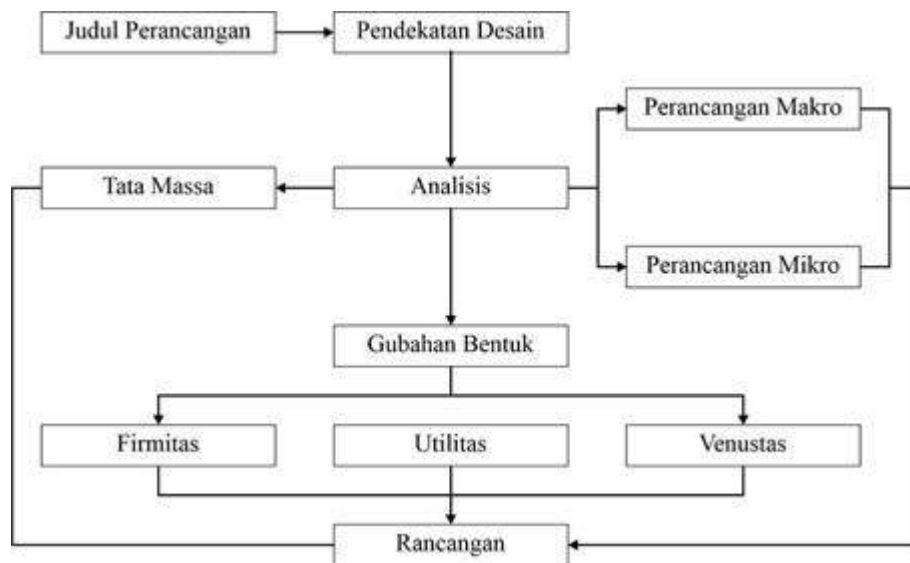 Judul Perancangan
Pendekatan Desain
Perancangan Makro
Tata Massa
Analisis
Perancangan Mikro
Gubahan Bentuk
Firmitas
Utilitas
Venustas
Rancangan